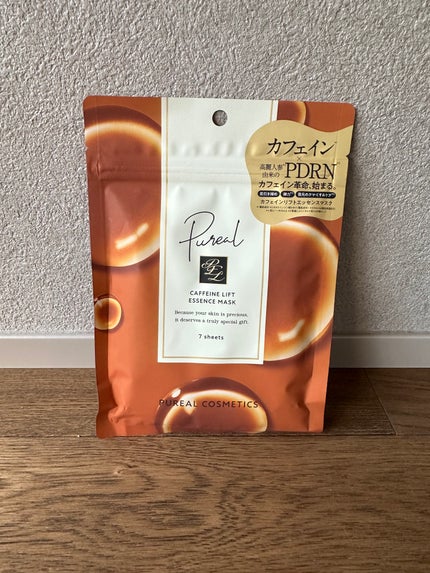 カフェイン
×
高麗人参
由来の
PDRN
カフェイン革命、始まる。
カフェインリフトエッセンスマスク
Pureal
PEL
CAFFEINE LIFT
ESSENCE MASK
Because your skin is precious,
it deserves a truly special gift.
7 sheets
PUREAL COSMETICS